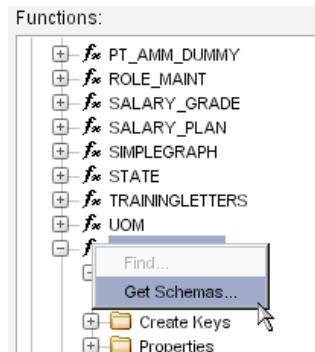 Functions:
PT_AMM_DUMMY
ROLE_MAINT
SALARY_GRADE
SALARY_PLAN
SIMPLEGRAPH
STATE
TRAININGLETTERS
UOM
Find...
Get Schemas...
Create Keys
Properties